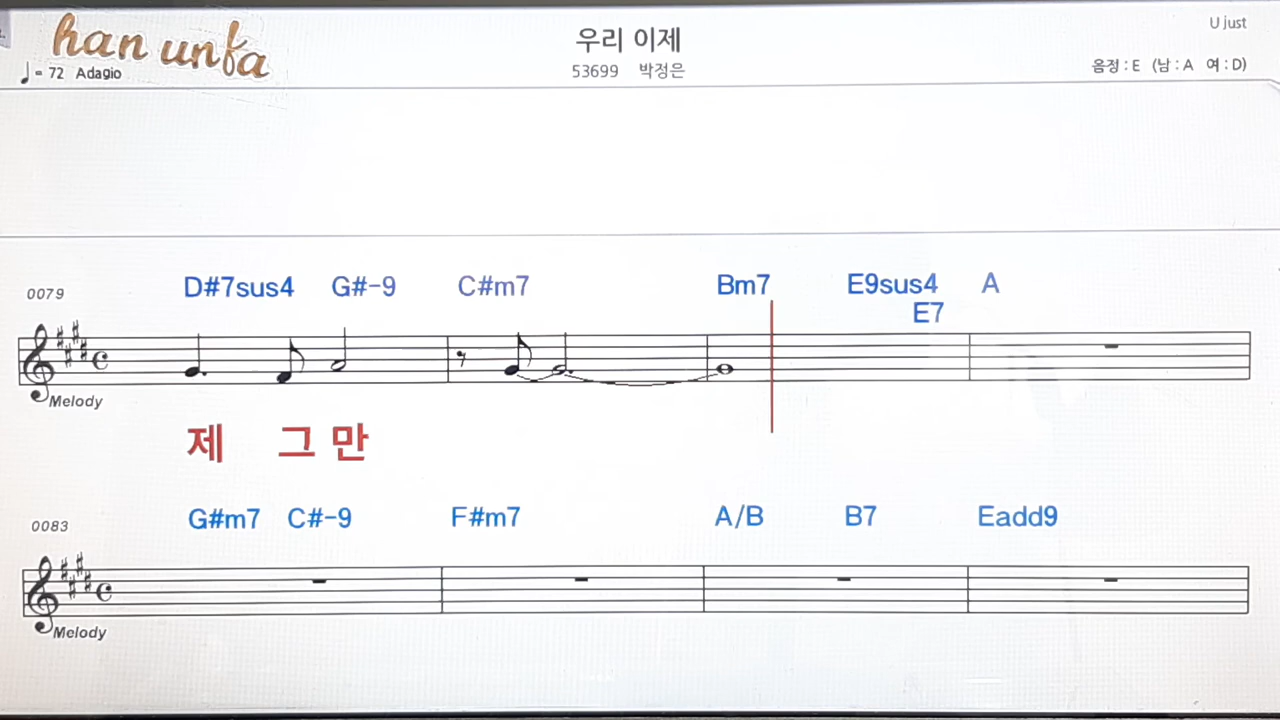 han unfa
우리 이제
U just
♩ = 72 Adagio
53699 박정은
음정 : E (남 : A 여 : D)
0079
D#7sus4 G#-9 C#m7 Bm7 E9sus4 A
E7
Melody
제 그 만
0083
G#m7 C#-9 F#m7 A/B B7 Eadd9
Melody